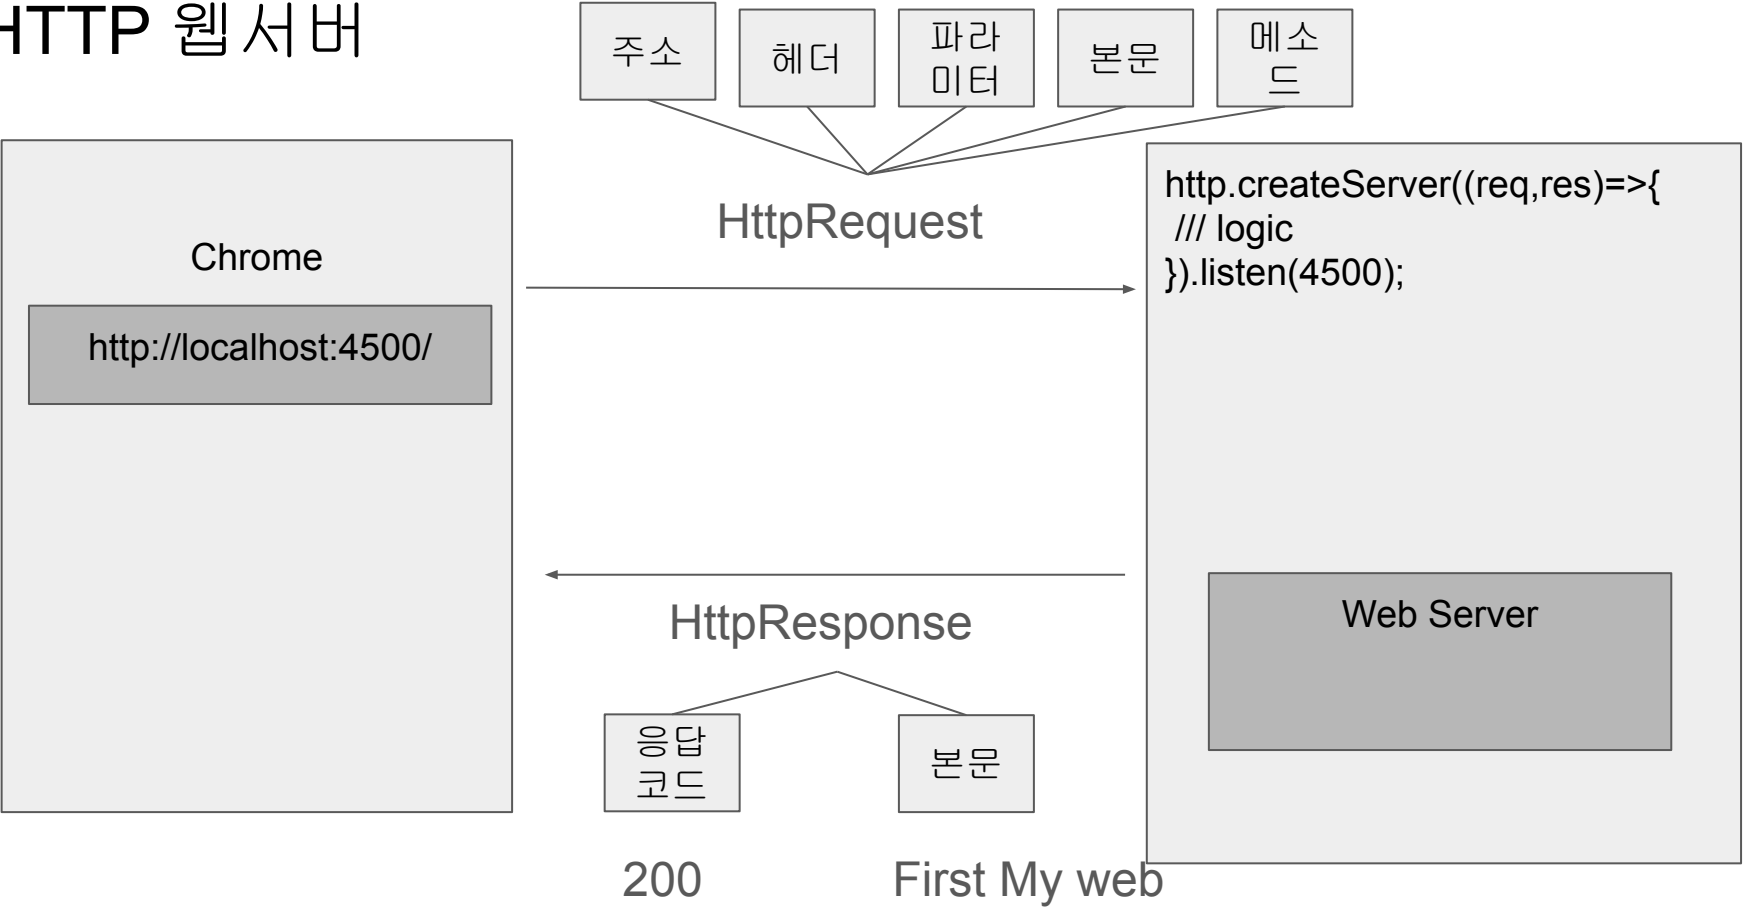 HTTP 웹서버
주소
헤더
파라
미터
본문
메소
드
HttpRequest
Chrome
http://localhost:4500/
http.createServer((req,res)=>{
/// logic
}).listen(4500);
HttpResponse
Web Server
응답
코드
본문
200
First My web